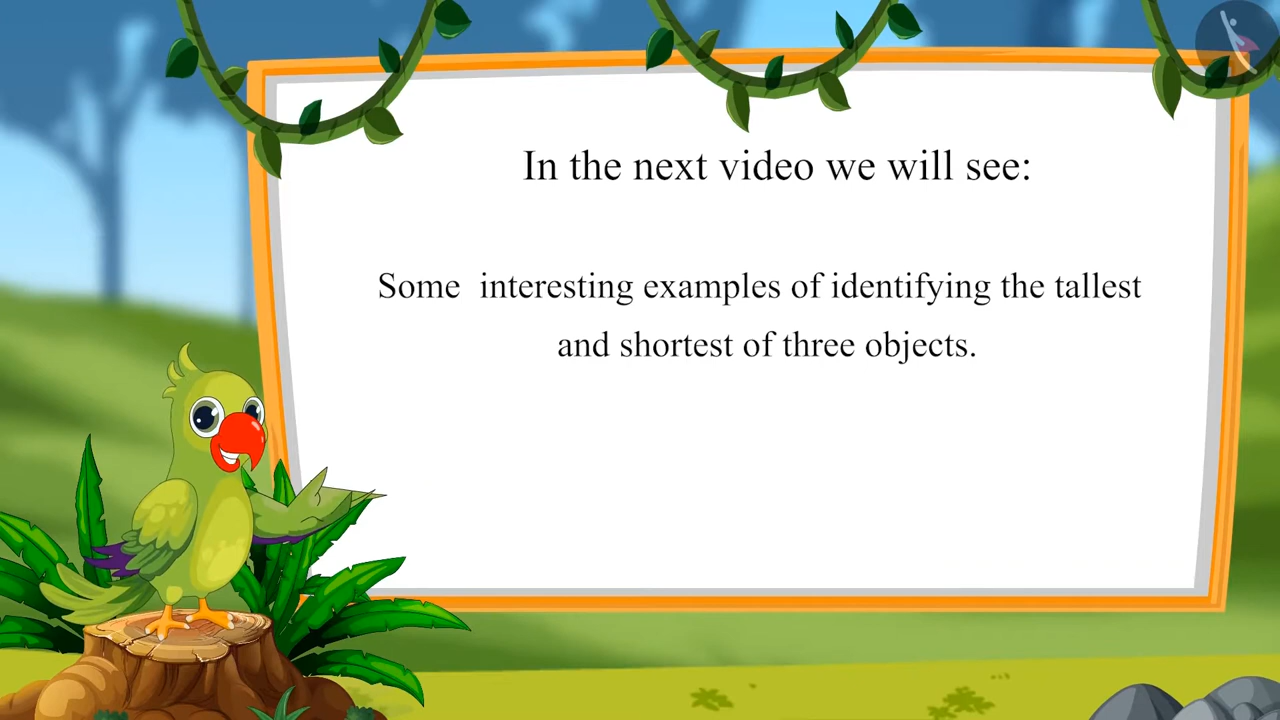 In the next video we will see:
Some interesting examples of identifying the tallest
and shortest of three objects.